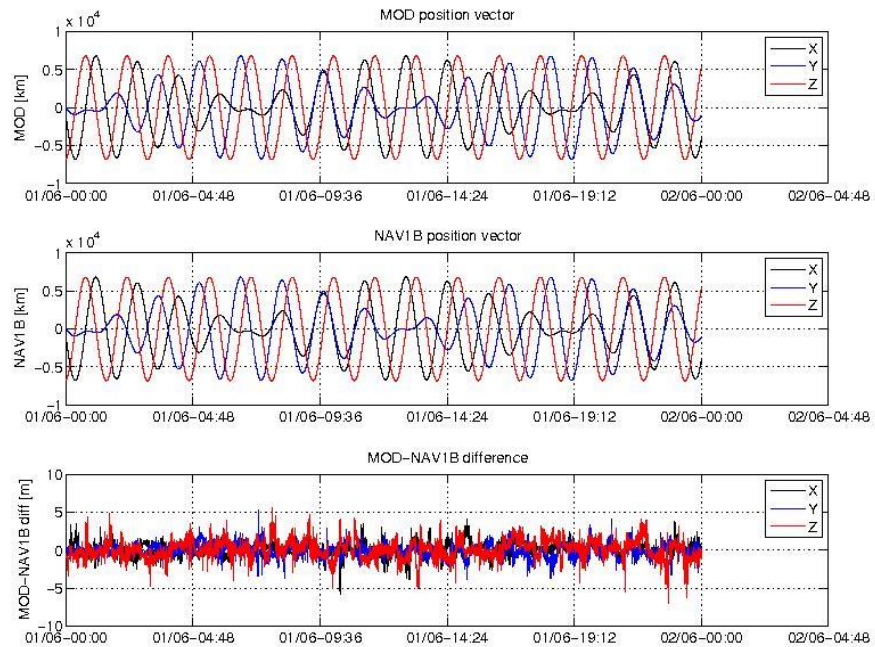 MOD position vector
x 10^4
MOD [km]
1
0.5
0
-0.5
-1
X
Y
Z
01/06-00:00 01/06-04:48 01/06-09:36 01/06-14:24 01/06-19:12 02/06-00:00 02/06-04:48
NAV1B position vector
x 10^4
NAV1B [km]
1
0.5
0
-0.5
-1
X
Y
Z
01/06-00:00 01/06-04:48 01/06-09:36 01/06-14:24 01/06-19:12 02/06-00:00 02/06-04:48
MOD-NAV1B difference
MOD-NAV1B diff [m]
10
5
0
-5
-10
X
Y
Z
01/06-00:00 01/06-04:48 01/06-09:36 01/06-14:24 01/06-19:12 02/06-00:00 02/06-04:48